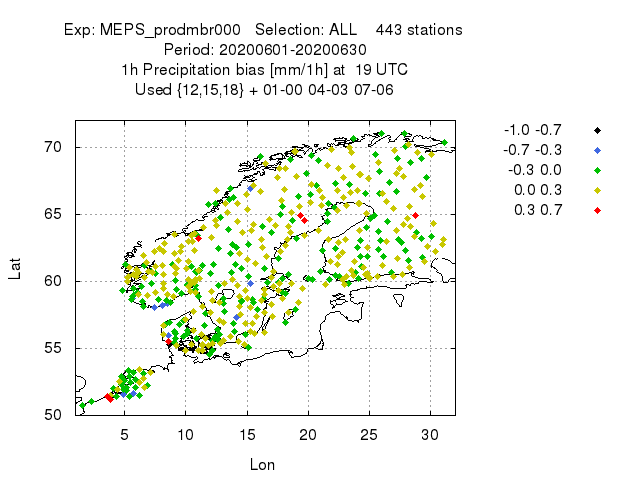 Exp: MEPS_prodmbr000 Selection: ALL 443 stations
Period: 20200601-20200630
1h Precipitation bias [mm/1h] at 19 UTC
Used {12,15,18} + 01-00 04-03 07-06
-1.0 -0.7
-0.7 -0.3
-0.3 0.0
0.0 0.3
0.3 0.7
70
65
60
55
50
Lat
5 10 15 20 25 30
Lon